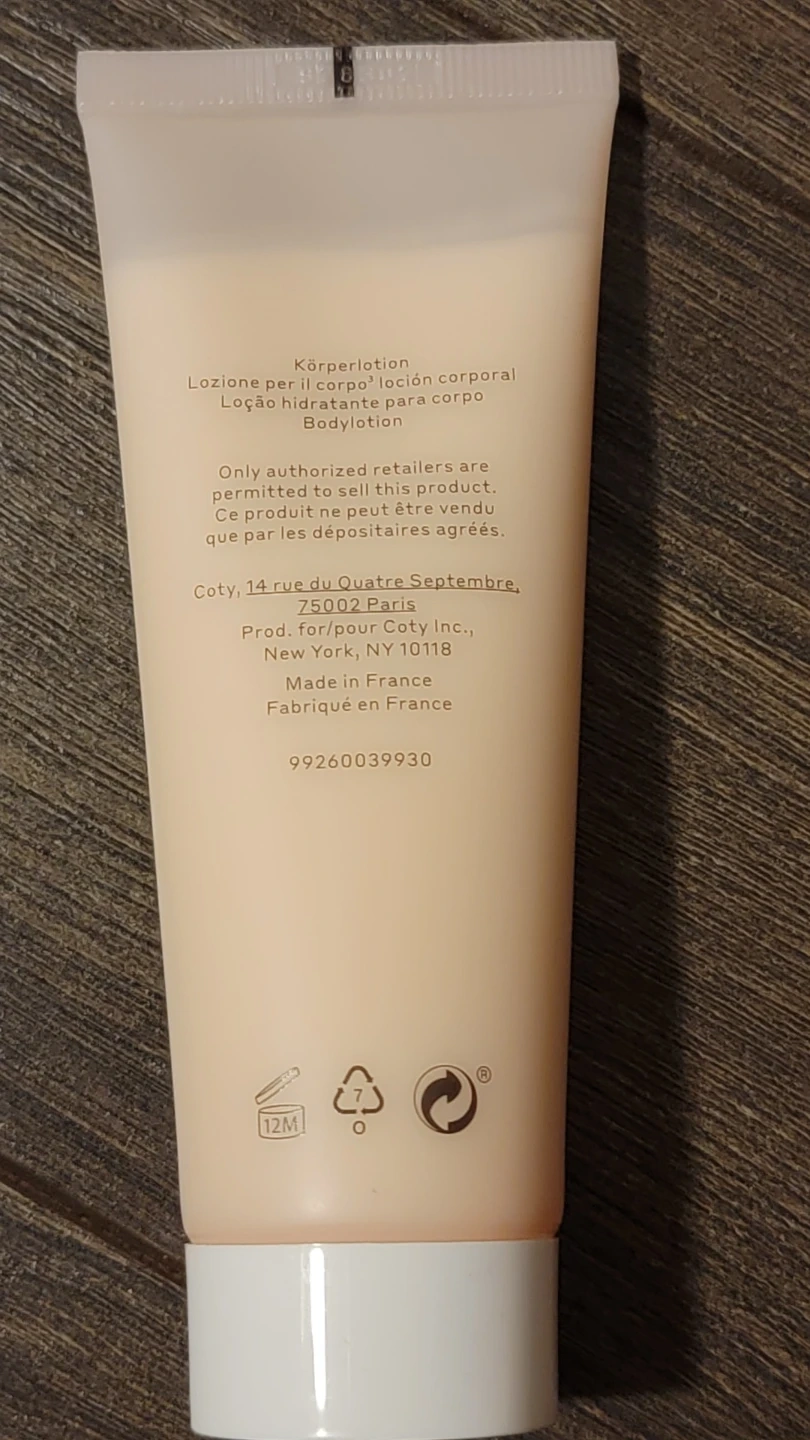 Körperlotion
Lozione per il corpo³ loción corporal
Loção hidratante para corpo
Bodylotion
Only authorized retailers are
permitted to sell this product.
Ce produit ne peut être vendu
que par les dépositaires agréés.
Coty, 14 rue du Quatre Septembre,
75002 Paris
Prod. for/pour Coty Inc.,
New York, NY 10118
Made in France
Fabriqué en France
99260039930
12M
7
O
®